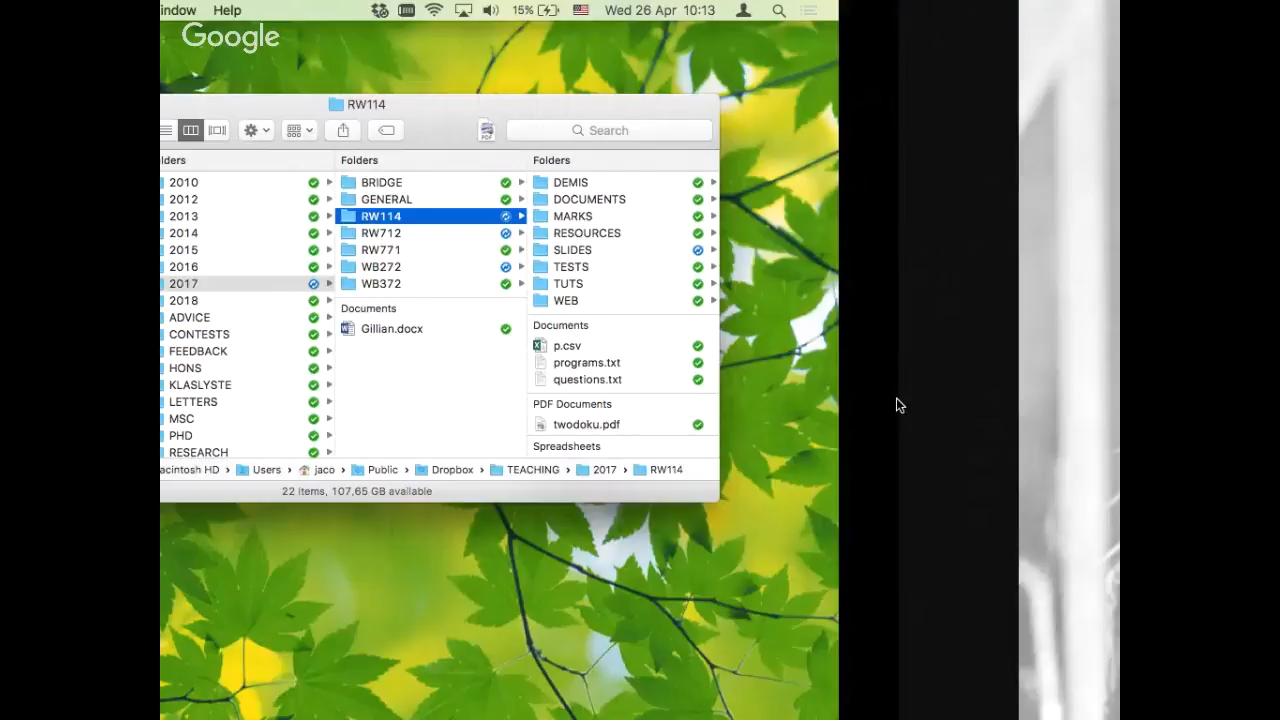 indow Help 15% Wed 26 Apr 10:13
Google
RW114
PDF Search
lders Folders Folders
2010 BRIDGE DEMIS
2012 GENERAL DOCUMENTS
2013 RW114 MARKS
2014 RW712 RESOURCES
2015 RW771 SLIDES
2016 WB272 TESTS
2017 WB372 TUTS
2018 WEB
Documents
ADVICE
Documents
CONTESTS Gillian.docx
p.csv
FEEDBACK
programs.txt
HONS
questions.txt
KLASLYSTE
LETTERS PDF Documents
MSC twodoku.pdf
PHD
Spreadsheets
RESEARCH
acintosh HD Users jaco Public Dropbox TEACHING 2017 RW114
22 items, 107,65 GB available